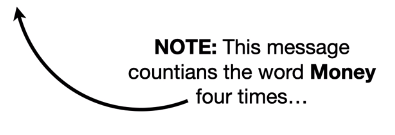 NOTE: This message
countians the word Money
four times...